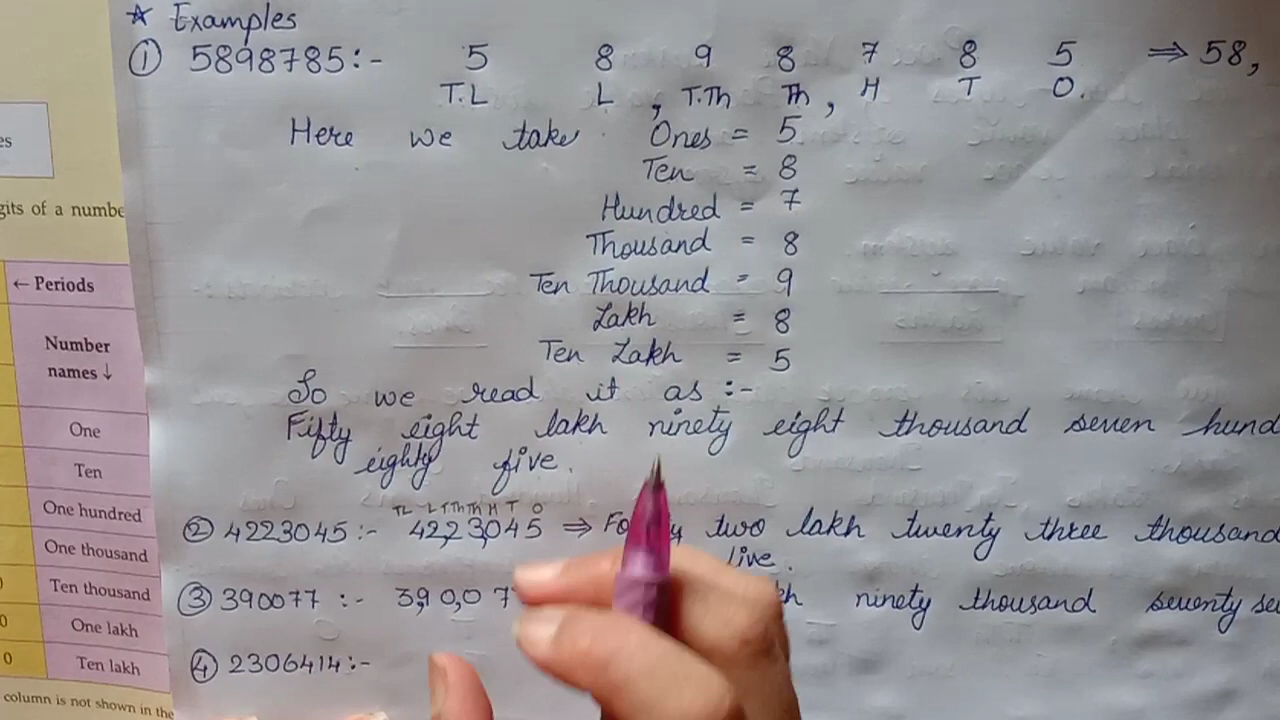 ★ Examples
① 5898785:- 5 8 9 8 7 8 5 ⇒ 58,
T.L L , T.Th Th , H T O.
Here we take Ones = 5
Ten = 8
Hundred = 7
Thousand = 8
Ten Thousand = 9
Lakh = 8
Ten Lakh = 5
So we read it as :-
Fifty eight lakh ninety eight thousand seven hund
eighty five.
TL L TTh Th H T O
② 4223045:- 42,23,045 ⇒ two lakh twenty three thousand
five.
③ 390077 :- 3,90,0 7 ninety thousand seventy se
④ 2306414:-
es
gits of a numbe
← Periods
Number
names ↓
One
Ten
One hundred
One thousand
0 Ten thousand
0 One lakh
0 Ten lakh
column is not shown in the